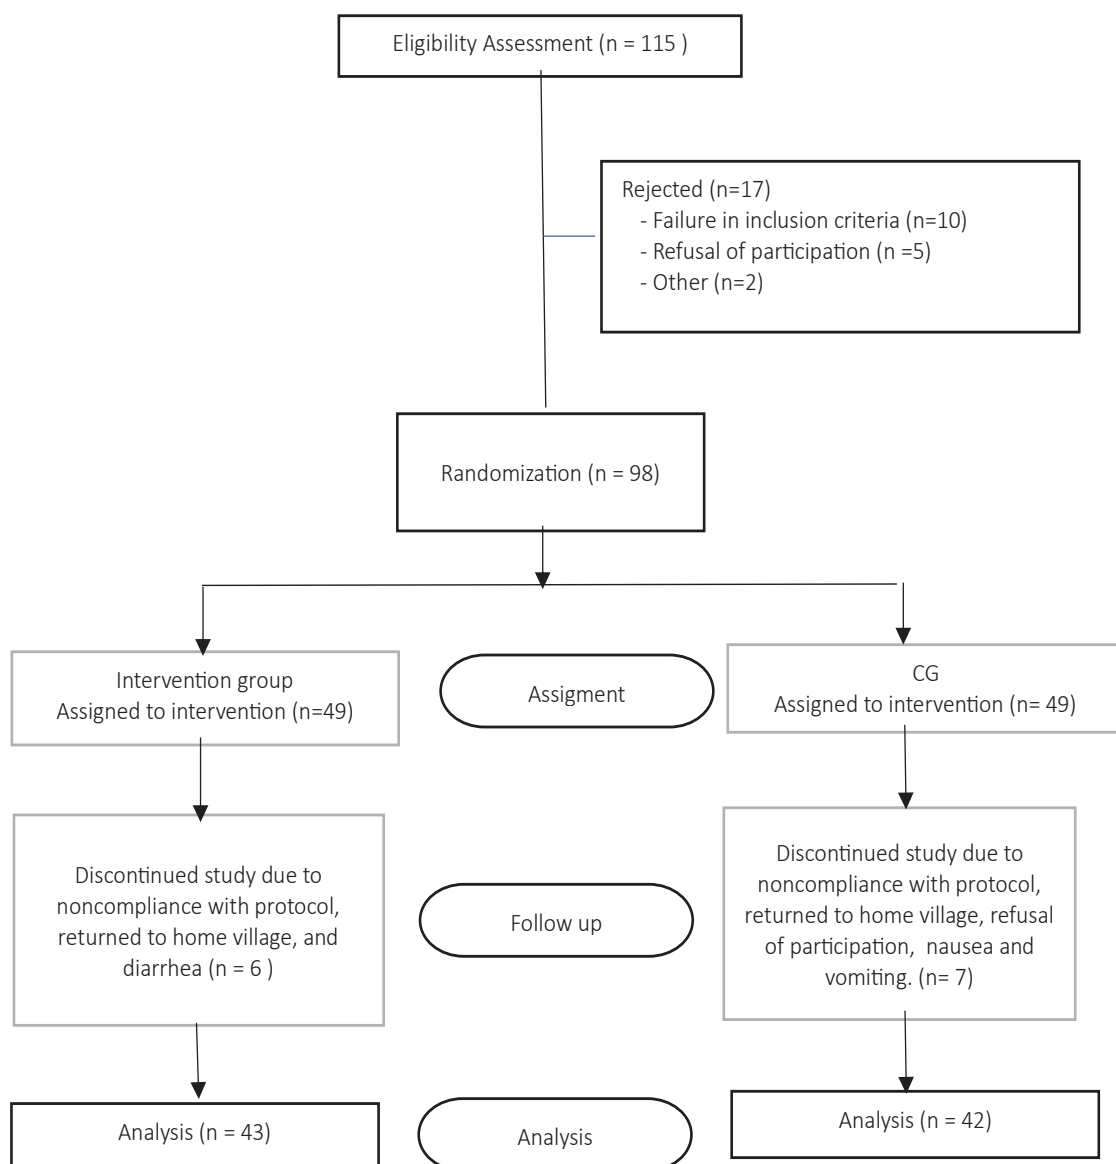 Eligibility Assessment (n = 115 )
Rejected (n=17)
- Failure in inclusion criteria (n=10)
- Refusal of participation (n =5)
- Other (n=2)
Randomization (n = 98)
Intervention group
Assigned to intervention (n=49)
Assigment
CG
Assigned to intervention (n= 49)
Discontinued study due to
noncompliance with protocol,
returned to home village, and
diarrhea (n = 6 )
Follow up
Discontinued study due to
noncompliance with protocol,
returned to home village, refusal
of participation, nausea and
vomiting. (n= 7)
Analysis (n = 43)
Analysis
Analysis (n = 42)